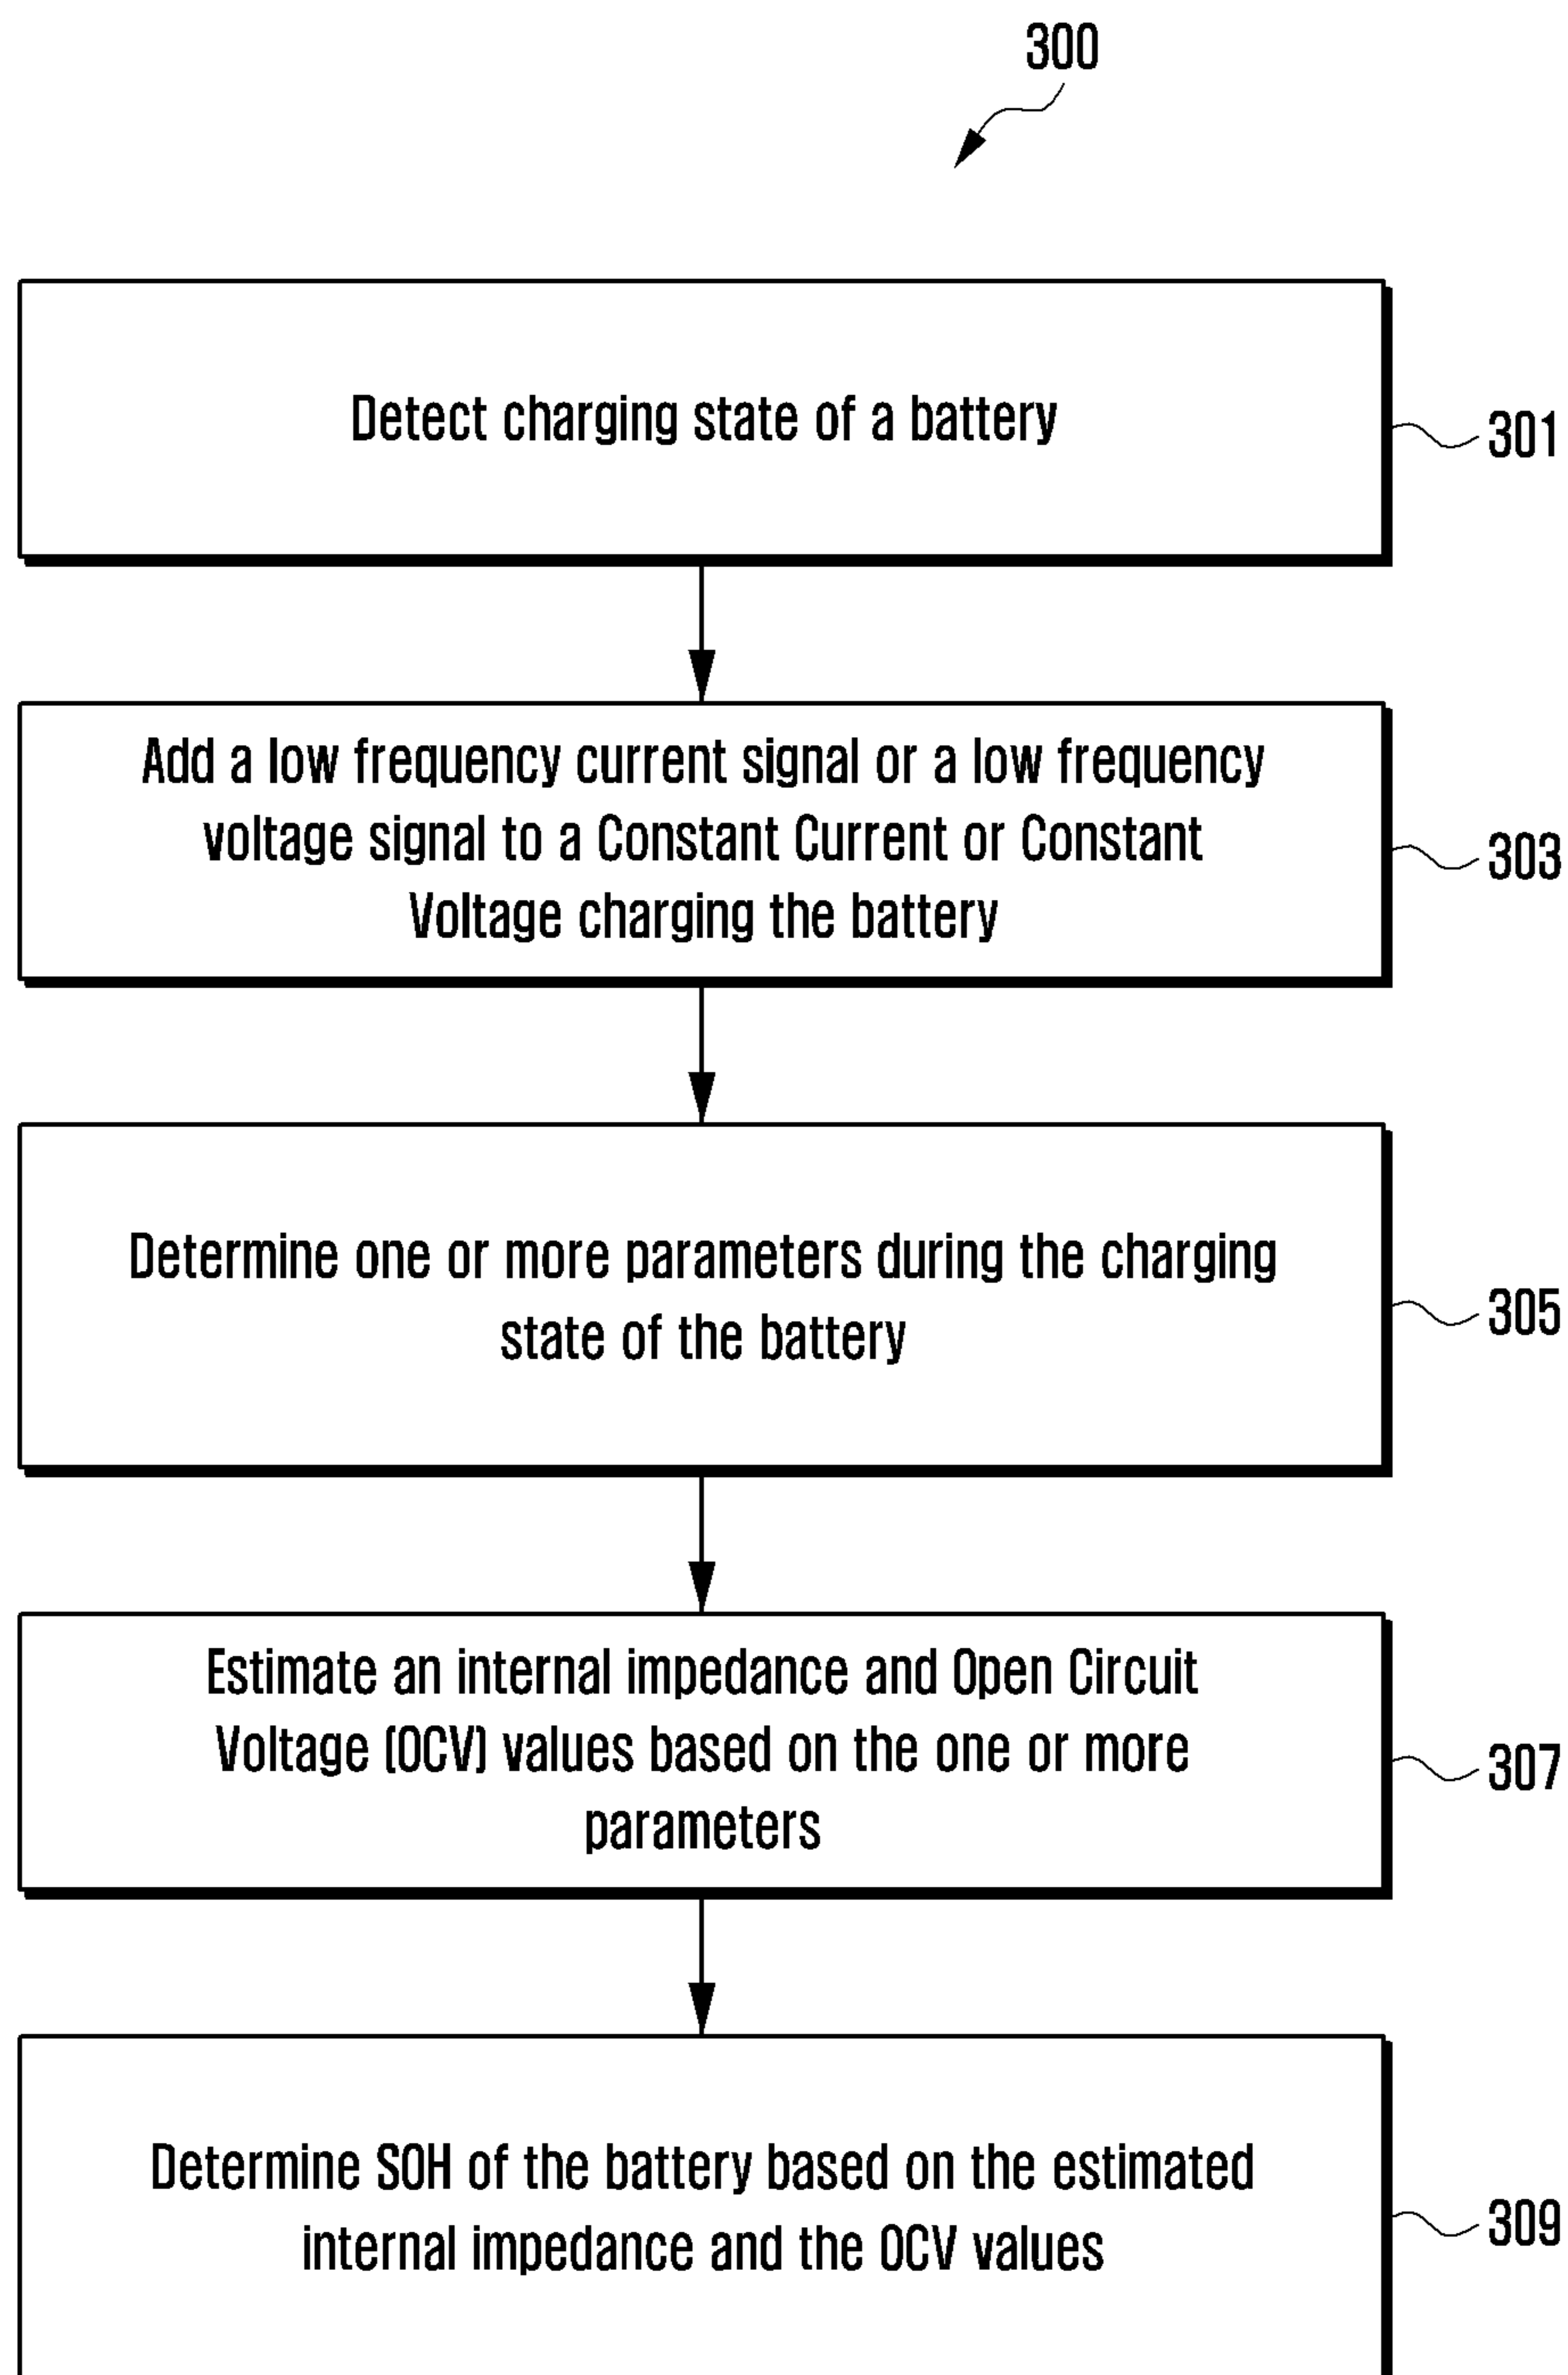 300
Detect charging state of a battery
301
Add a low frequency current signal or a low frequency
voltage signal to a Constant Current or Constant
Voltage charging the battery
303
Determine one or more parameters during the charging
state of the battery
305
Estimate an internal impedance and Open Circuit
Voltage (OCV) values based on the one or more
parameters
307
Determine SOH of the battery based on the estimated
internal impedance and the OCV values
309